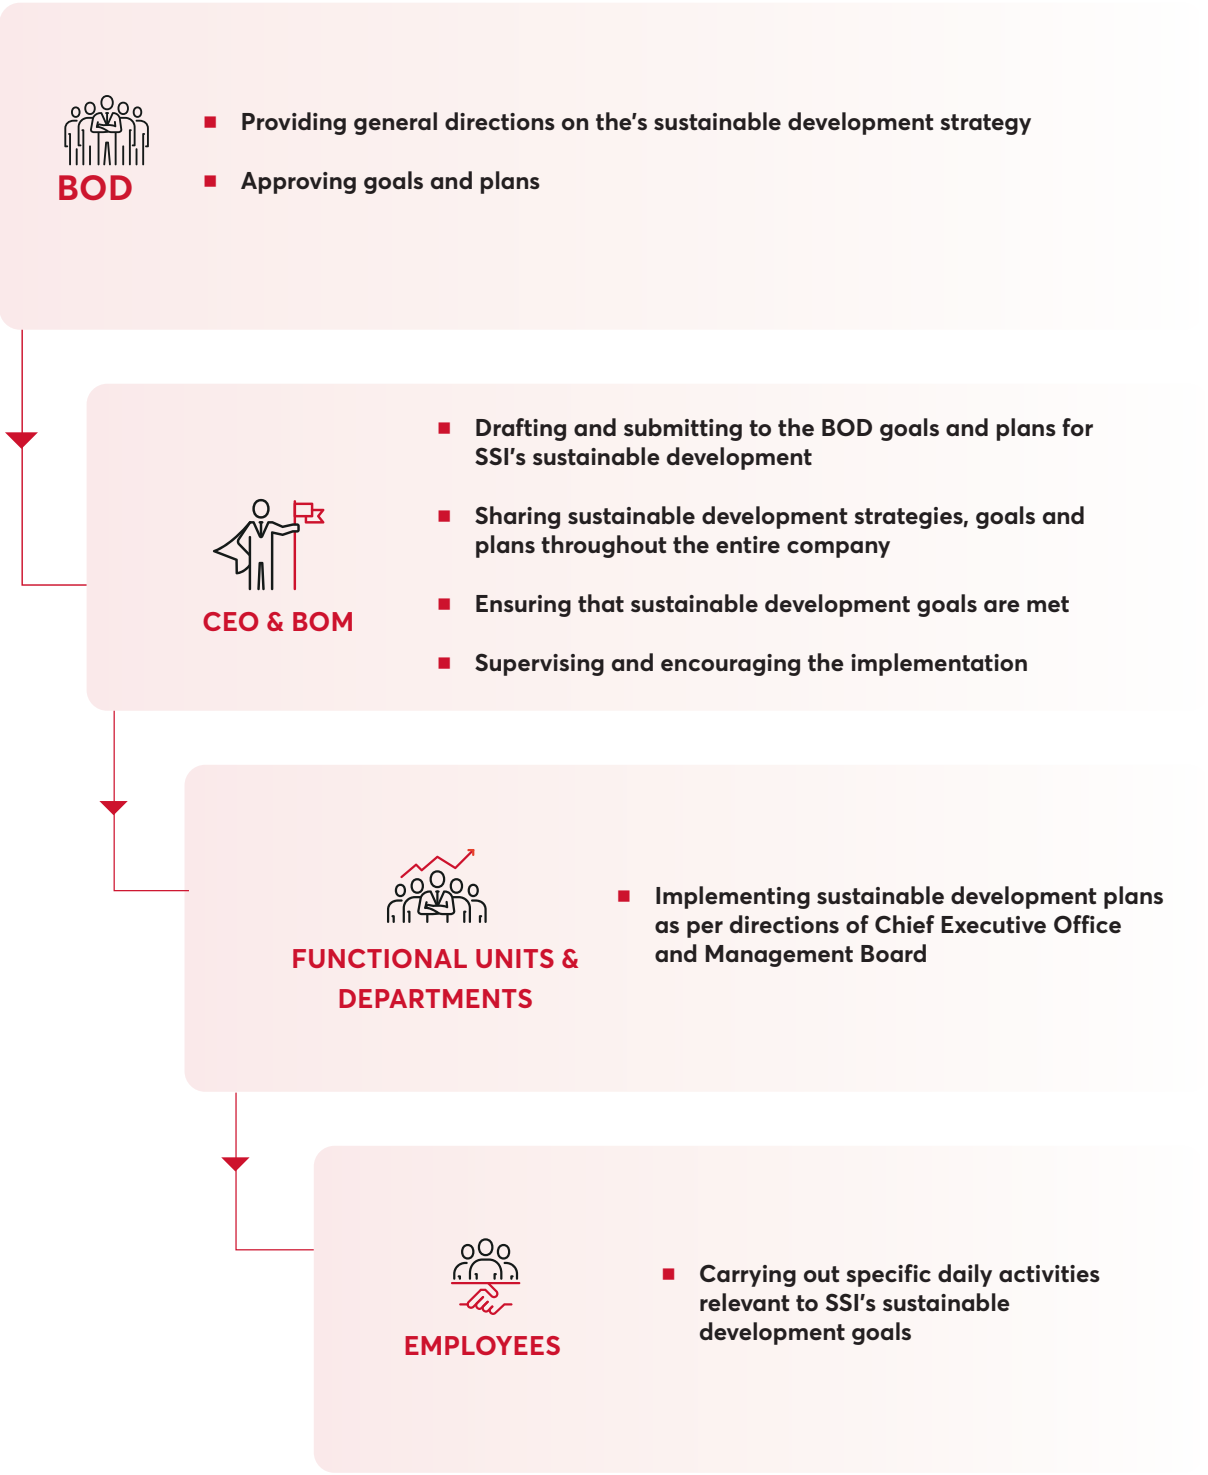 BOD
Providing general directions on the's sustainable development strategy
Approving goals and plans
CEO & BOM
Drafting and submitting to the BOD goals and plans for
SSI's sustainable development
Sharing sustainable development strategies, goals and
plans throughout the entire company
Ensuring that sustainable development goals are met
Supervising and encouraging the implementation
FUNCTIONAL UNITS &
DEPARTMENTS
Implementing sustainable development plans
as per directions of Chief Executive Office
and Management Board
EMPLOYEES
Carrying out specific daily activities
relevant to SSI's sustainable
development goals